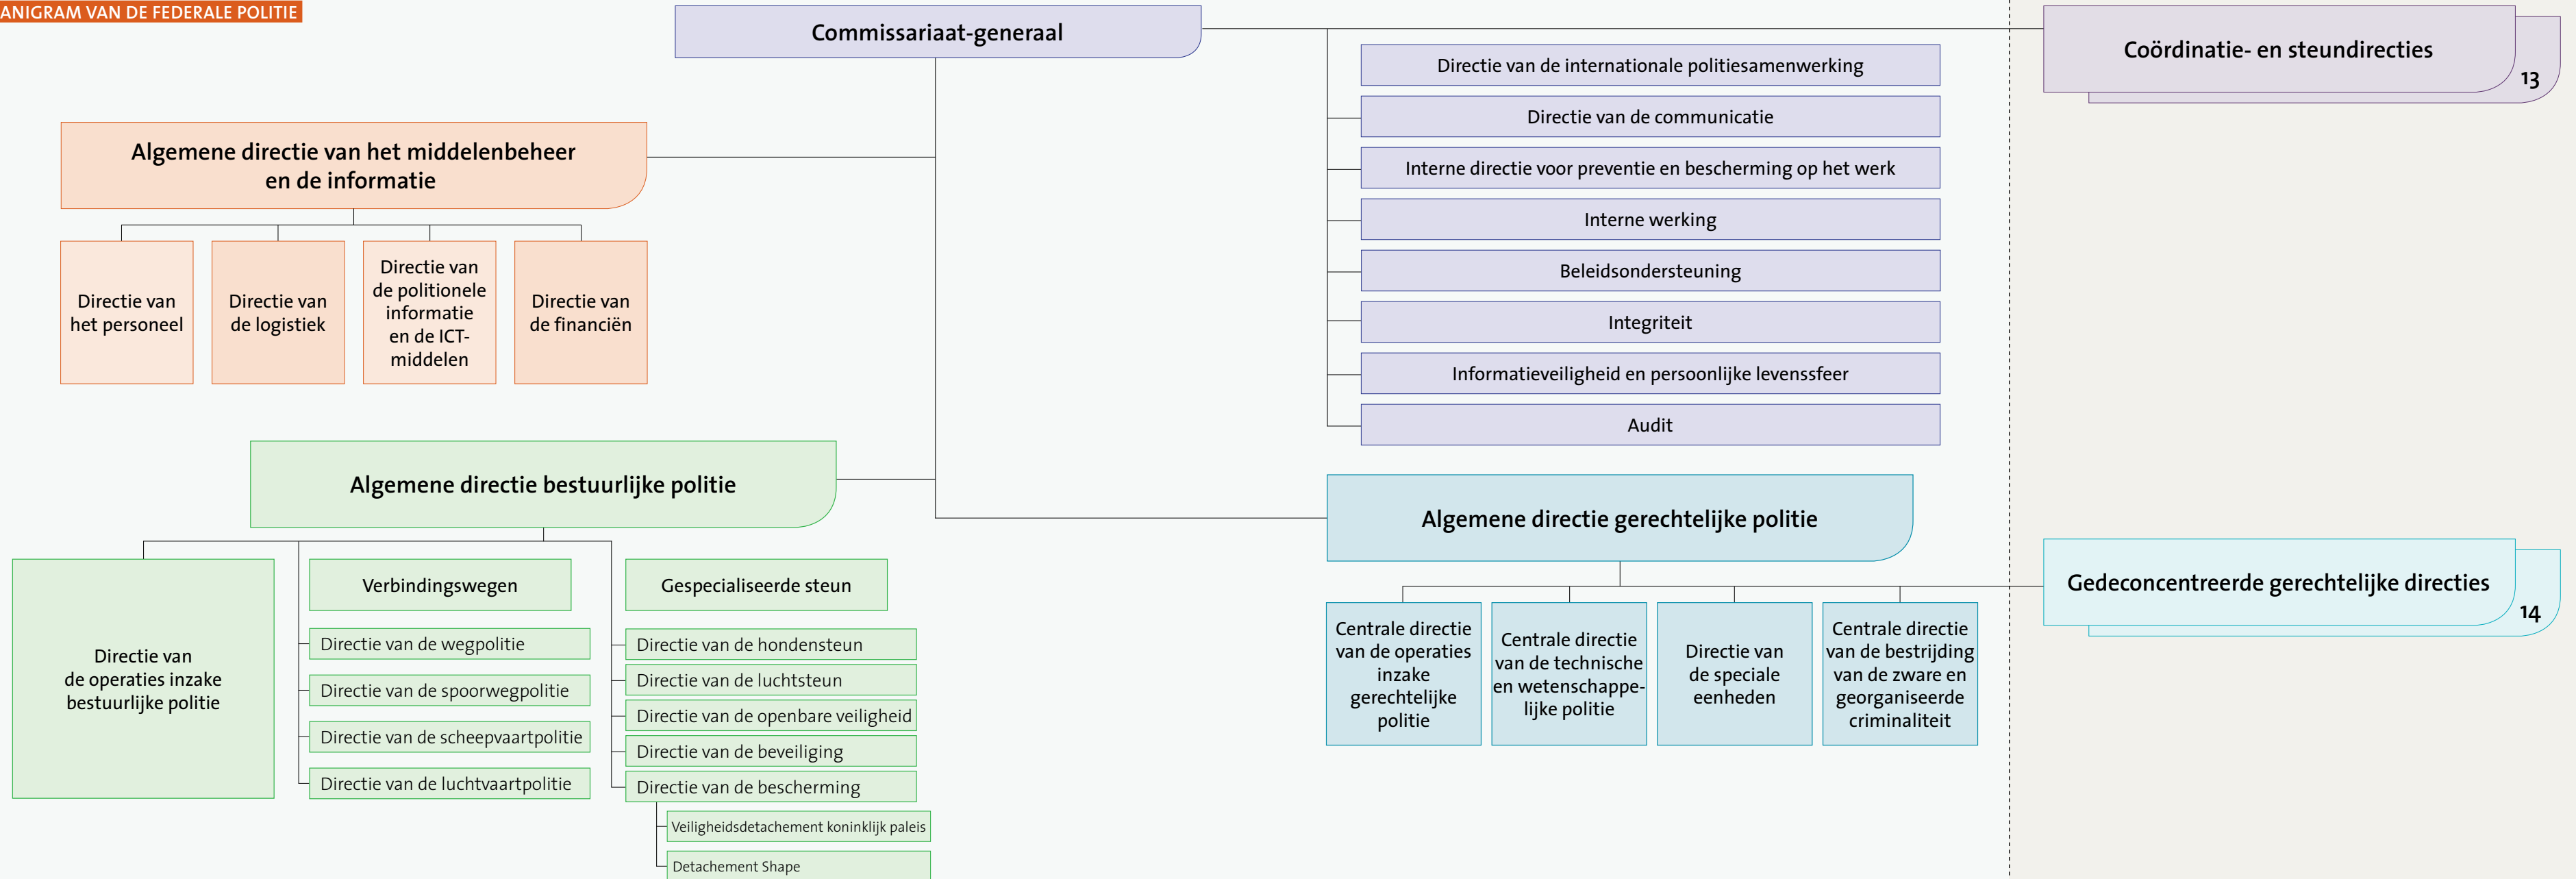 ANIGRAM VAN DE FEDERALE POLITIE
Commissariaat-generaal
Coördinatie- en steundirecties
13
Directie van de internationale politiesamenwerking
Directie van de communicatie
Interne directie voor preventie en bescherming op het werk
Interne werking
Beleidsondersteuning
Integriteit
Informatieveiligheid en persoonlijke levenssfeer
Audit
Algemene directie van het middelenbeheer
en de informatie
Directie van
het personeel
Directie van
de logistiek
Directie van
de politionele
informatie
en de ICT-
middelen
Directie van
de financiën
Algemene directie bestuurlijke politie
Directie van
de operaties inzake
bestuurlijke politie
Verbindingswegen
Directie van de wegpolitie
Directie van de spoorwegpolitie
Directie van de scheepvaartpolitie
Directie van de luchtvaartpolitie
Gespecialiseerde steun
Directie van de hondensteun
Directie van de luchtsteun
Directie van de openbare veiligheid
Directie van de beveiliging
Directie van de bescherming
Veiligheidsdetachement koninklijk paleis
Detachement Shape
Algemene directie gerechtelijke politie
Centrale directie
van de operaties
inzake
gerechtelijke
politie
Centrale directie
van de technische
en wetenschappe-
lijke politie
Directie van
de speciale
eenheden
Centrale directie
van de bestrijding
van de zware en
georganiseerde
criminaliteit
Gedeconcentreerde gerechtelijke directies
14